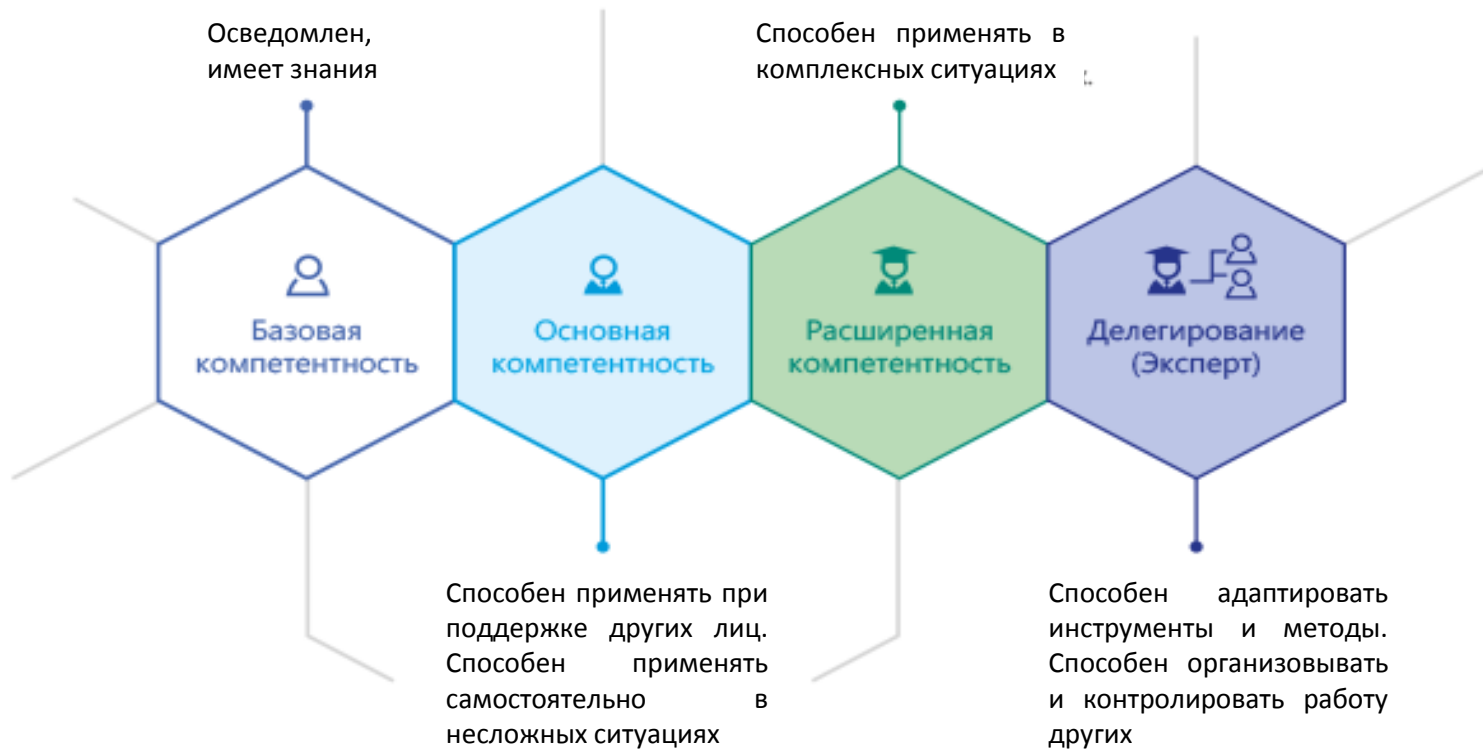 Осведомлен,
имеет знания
Способен применять в
комплексных ситуациях
Базовая
компетентность
Основная
компетентность
Расширенная
компетентность
Делегирование
(Эксперт)
Способен применять при
поддержке других лиц.
Способен применять
самостоятельно в
несложных ситуациях
Способен адаптировать
инструменты и методы.
Способен организовывать
и контролировать работу
других